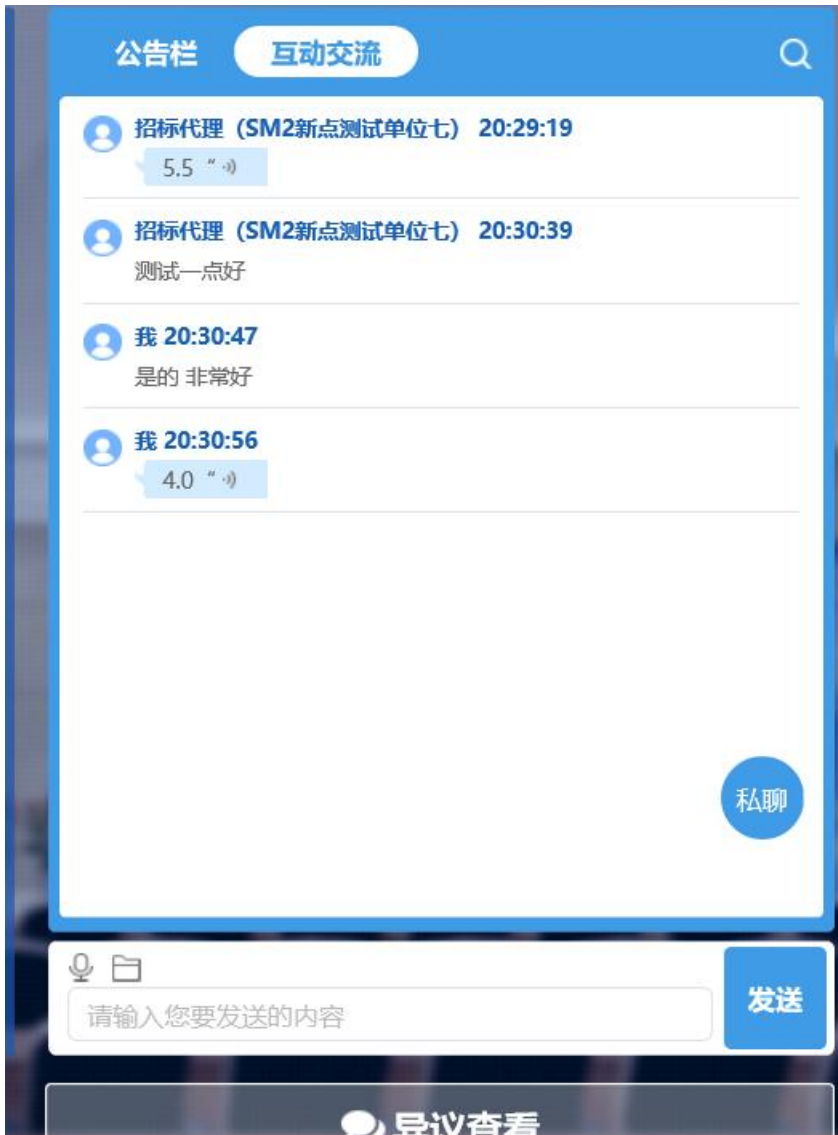 公告栏 互动交流
招标代理（SM2新点测试单位七） 20:29:19
5.5 "
招标代理（SM2新点测试单位七） 20:30:39
测试一点好
我 20:30:47
是的 非常好
我 20:30:56
4.0 "
私聊
请输入您要发送的内容
发送
异议查看